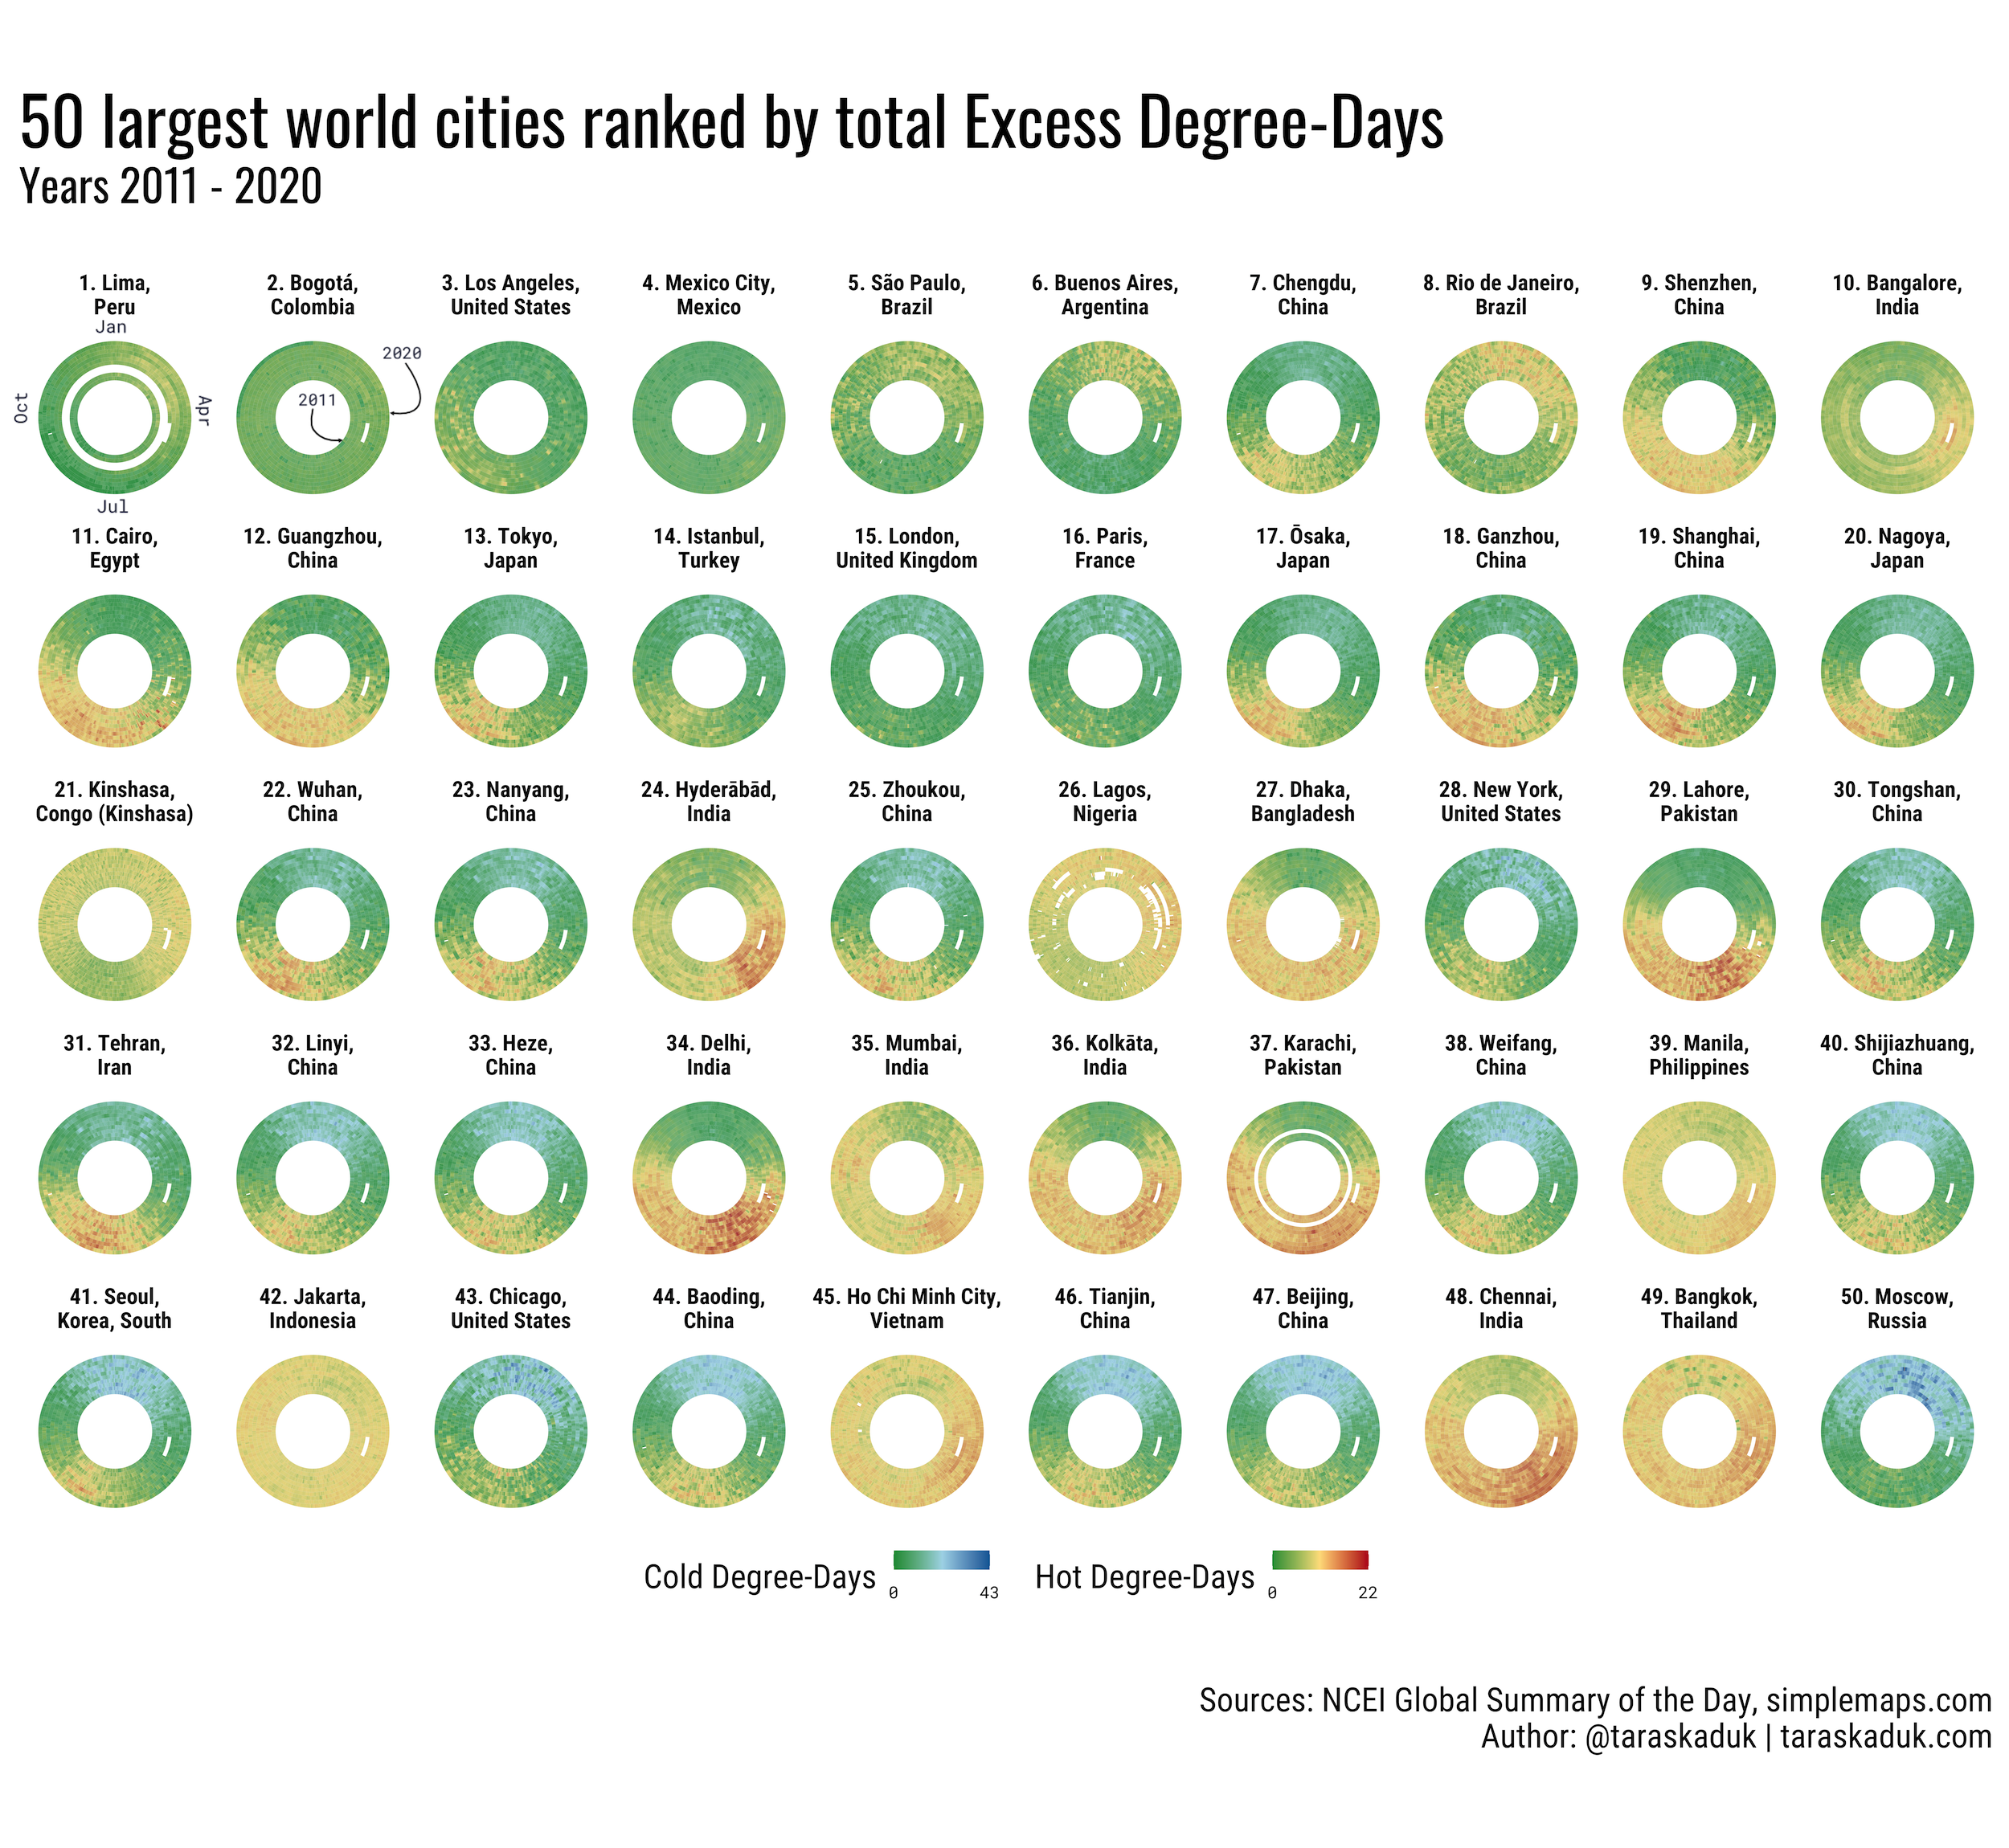 50 largest world cities ranked by total Excess Degree-Days
Years 2011 - 2020
1. Lima,
Peru
2. Bogotá,
Colombia
3. Los Angeles,
United States
4. Mexico City,
Mexico
5. São Paulo,
Brazil
6. Buenos Aires,
Argentina
7. Chengdu,
China
8. Rio de Janeiro,
Brazil
9. Shenzhen,
China
10. Bangalore,
India
Jan
Oct
Apr
Jul
2011
2020
11. Cairo,
Egypt
12. Guangzhou,
China
13. Tokyo,
Japan
14. Istanbul,
Turkey
15. London,
United Kingdom
16. Paris,
France
17. Ōsaka,
Japan
18. Ganzhou,
China
19. Shanghai,
China
20. Nagoya,
Japan
21. Kinshasa,
Congo (Kinshasa)
22. Wuhan,
China
23. Nanyang,
China
24. Hyderābād,
India
25. Zhoukou,
China
26. Lagos,
Nigeria
27. Dhaka,
Bangladesh
28. New York,
United States
29. Lahore,
Pakistan
30. Tongshan,
China
31. Tehran,
Iran
32. Linyi,
China
33. Heze,
China
34. Delhi,
India
35. Mumbai,
India
36. Kolkāta,
India
37. Karachi,
Pakistan
38. Weifang,
China
39. Manila,
Philippines
40. Shijiazhuang,
China
41. Seoul,
Korea, South
42. Jakarta,
Indonesia
43. Chicago,
United States
44. Baoding,
China
45. Ho Chi Minh City,
Vietnam
46. Tianjin,
China
47. Beijing,
China
48. Chennai,
India
49. Bangkok,
Thailand
50. Moscow,
Russia
Cold Degree-Days
0 43
Hot Degree-Days
0 22
Sources: NCEI Global Summary of the Day, simplemaps.com
Author: @taraskaduk | taraskaduk.com